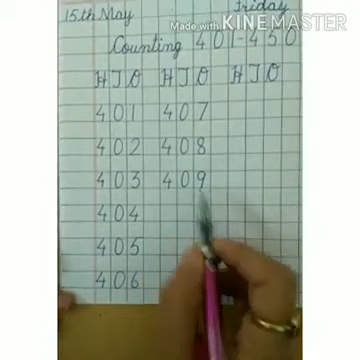 Made with KINEMASTER
15th May Friday
Counting 401-450
H T O H T O H T O
401 407
402 408
403 409
404
405
406